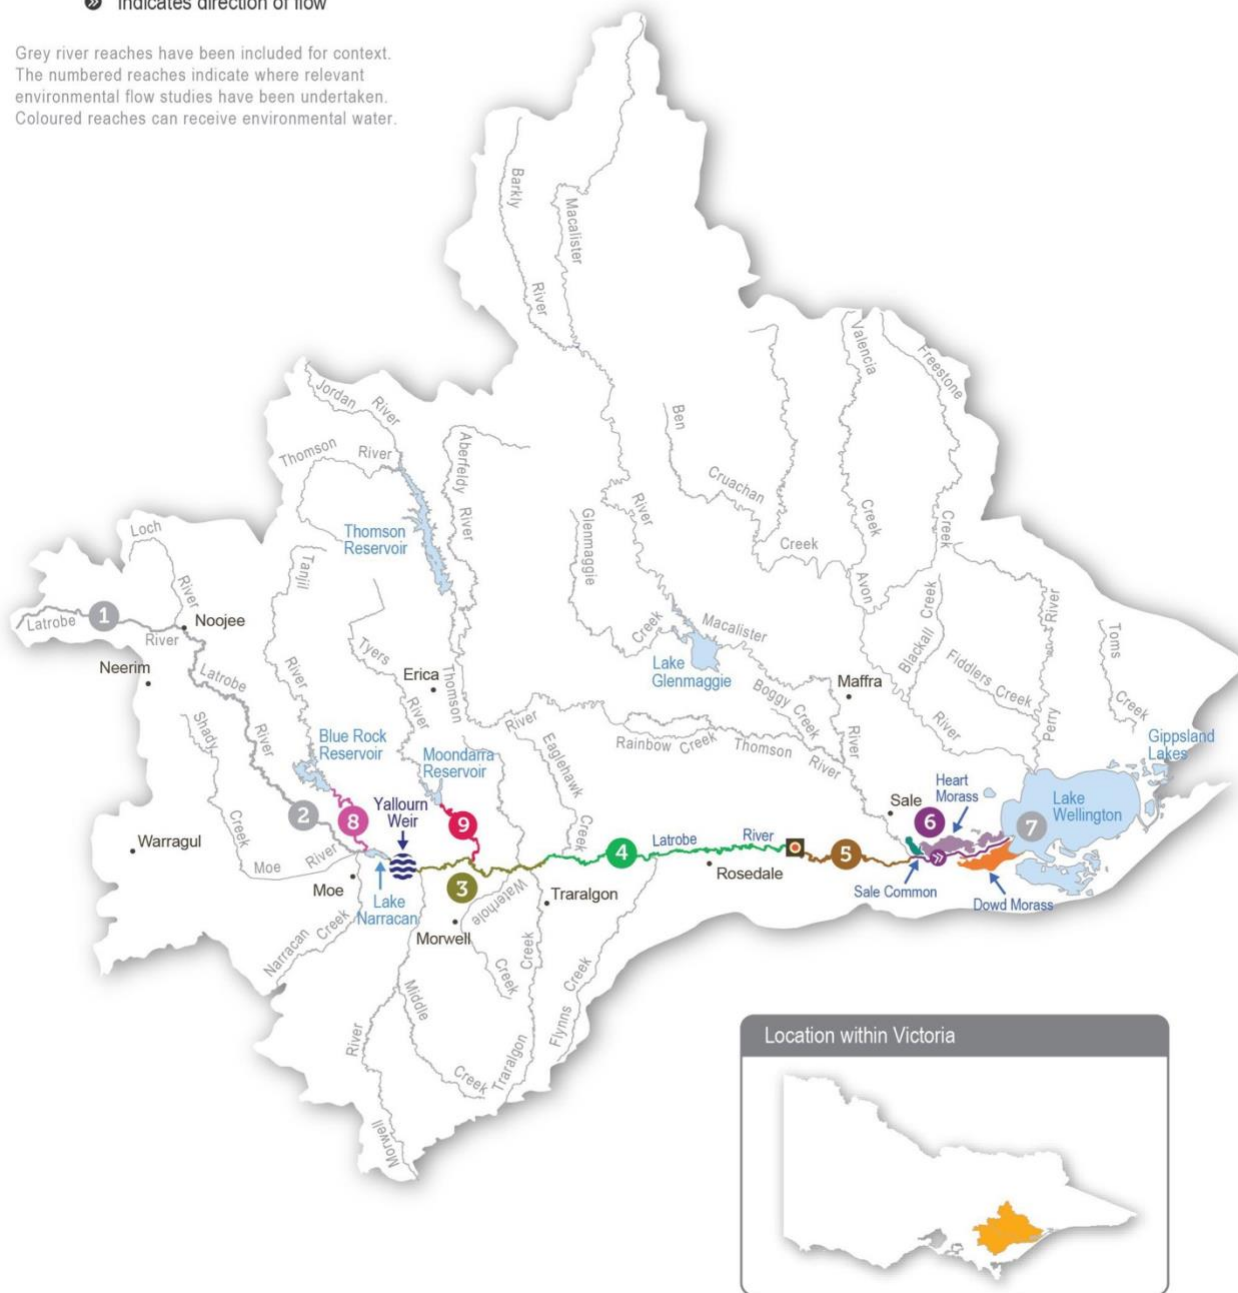 indicates direction of flow
Grey river reaches have been included for context.
The numbered reaches indicate where relevant
environmental flow studies have been undertaken.
Coloured reaches can receive environmental water.
Barkly
River
Macalister
River
Valencia
Creek
Freestone
Creek
Jordan
River
Thomson
River
Aberfeldy
River
Ben
Cruachan
Creek
Thomson
Reservoir
Glenmaggie
Creek
Loch
River
Tanjil
River
Latrobe
1
River
Noojee
Neerim
Latrobe
River
Tyers
River
Erica
Thomson
River
Macalister
Lake
Glenmaggie
Boggy Creek
Maffra
River
Avon
River
Blackall Creek
Fiddlers Creek
Perry
River
Toms
Creek
Gippsland
Lakes
Shady
Creek
Blue Rock
Reservoir
Moondarra
Reservoir
Eaglehawk
Creek
Rainbow Creek
Thomson
River
Heart
Morass
Sale
Lake
Wellington
Warragul
2
8
Yallourn
Weir
9
4
Latrobe
River
5
6
7
Moe
River
Moe
Lake
Narracan
3
Waterhole
Creek
Traralgon
Rosedale
Sale Common
Dowd Morass
Narracan
Creek
Morwell
Middle
Creek
Traralgon
Creek
Flynns
Creek
River
Morwell
Location within Victoria